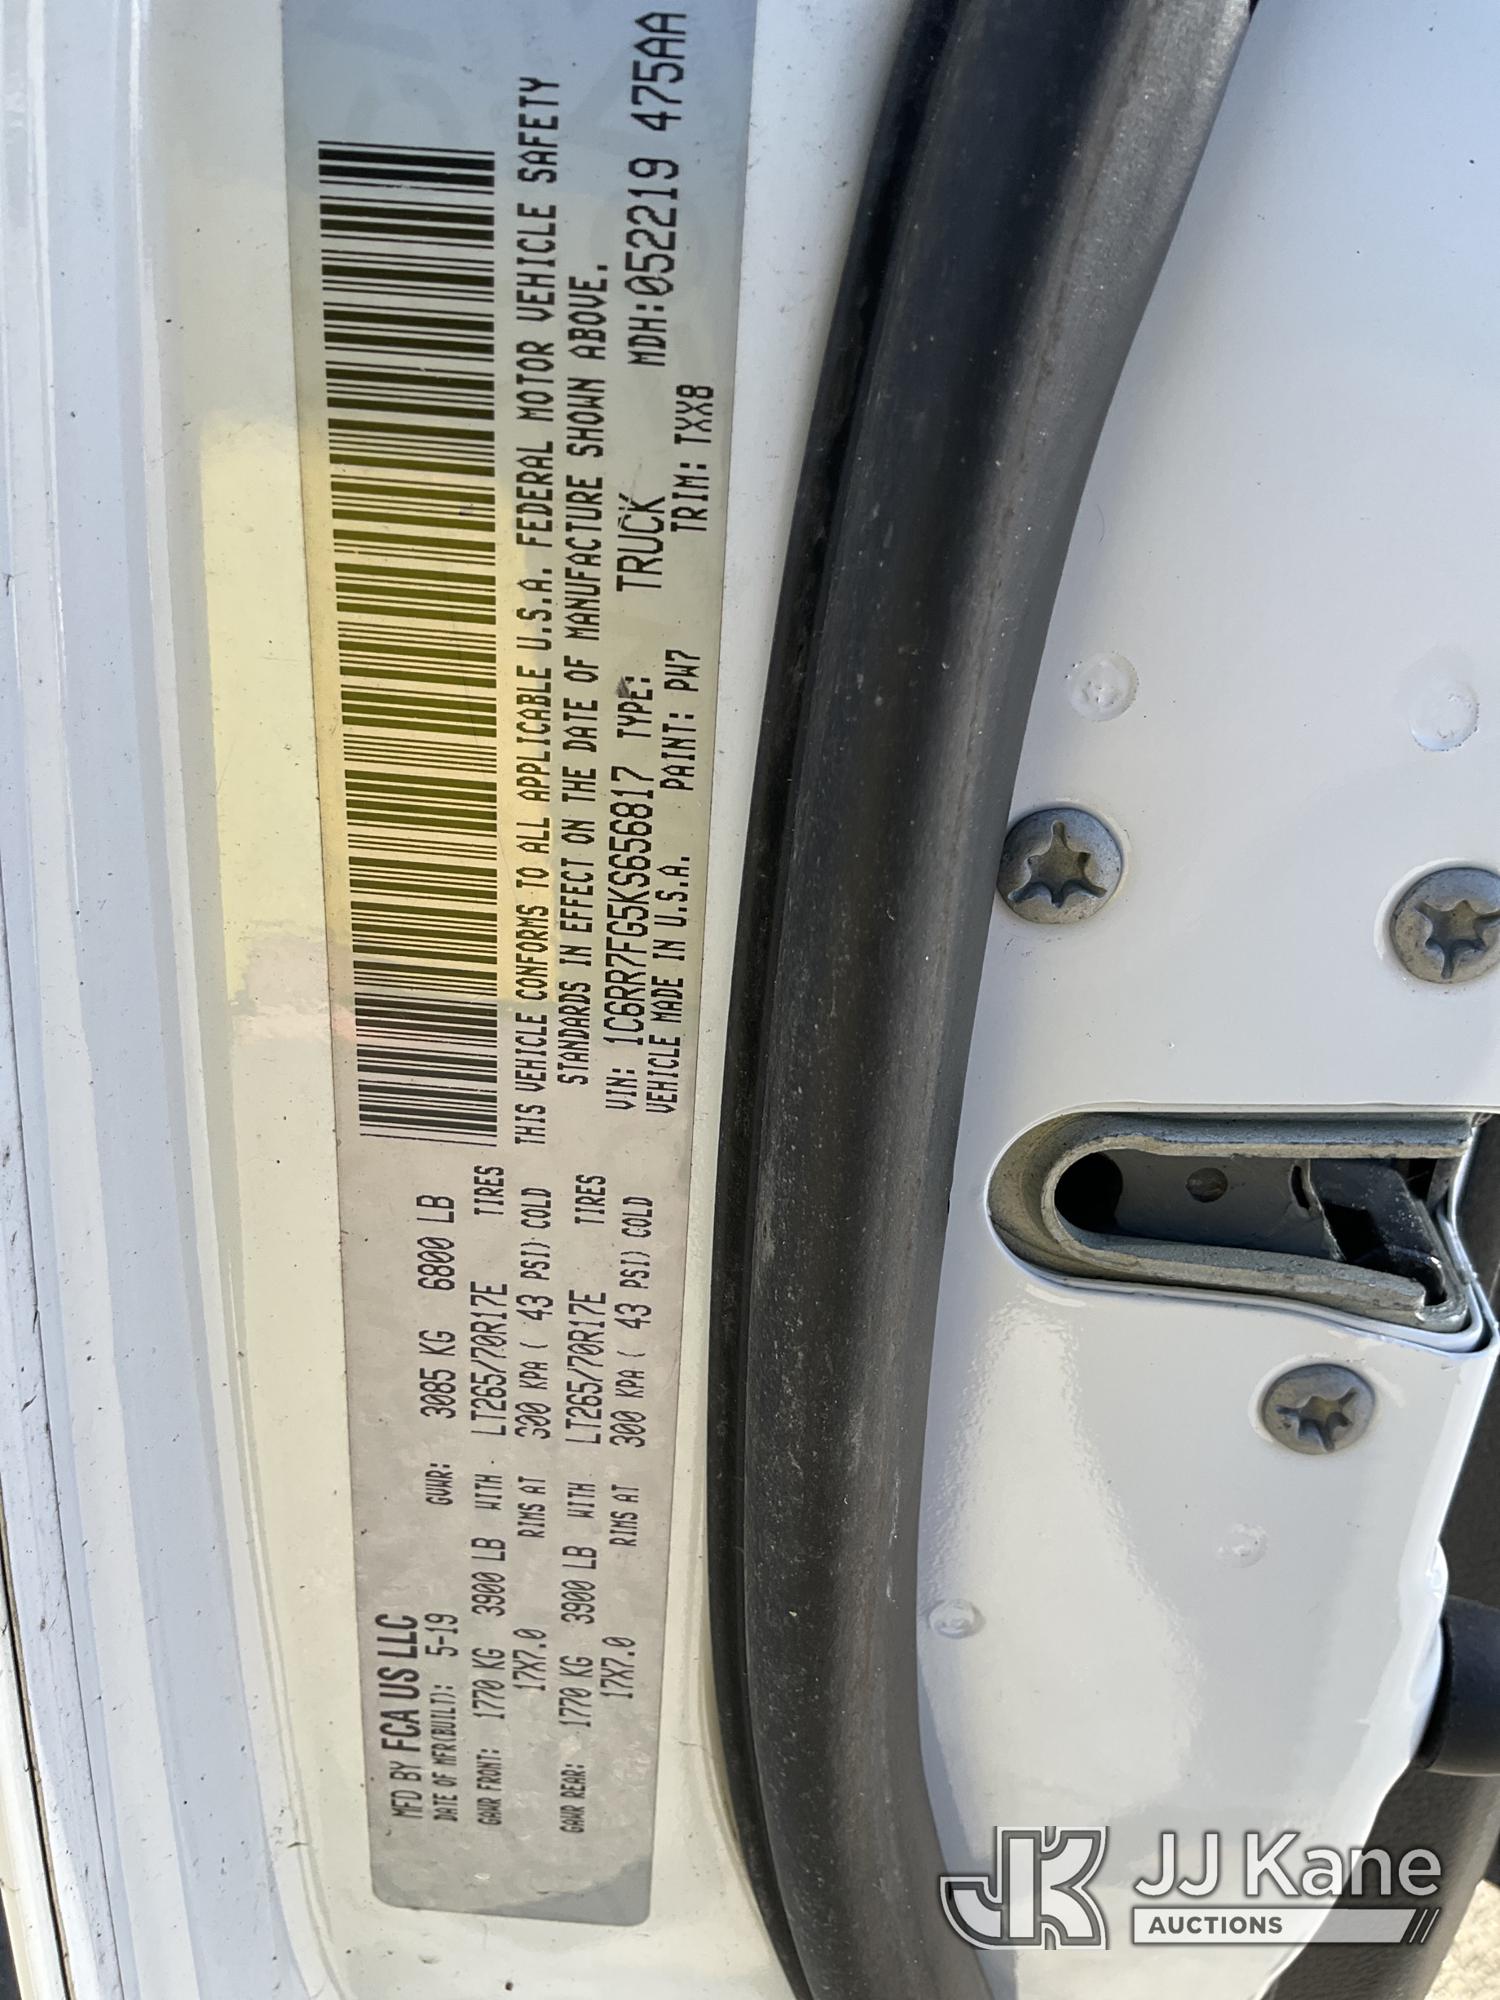 MFD BY FCA US LLC
DATE OF MFR(BUILT): 5-19 GVWR: 3085 KG 6800 LB
GAWR FRONT: 1770 KG 3900 LB WITH LT265/70R17E TIRES
17X7.0 RIMS AT 300 KPA ( 43 PSI) COLD
GAWR REAR: 1770 KG 3900 LB WITH LT265/70R17E TIRES
17X7.0 RIMS AT 300 KPA ( 43 PSI) COLD
THIS VEHICLE CONFORMS TO ALL APPLICABLE U.S.A. FEDERAL MOTOR VEHICLE SAFETY
STANDARDS IN EFFECT ON THE DATE OF MANUFACTURE SHOWN ABOVE.
VIN: 1C6RR7FG5KS656817 TYPE: TRUCK MDH:052219 475AA
VEHICLE MADE IN U.S.A. PAINT: PW7 TRIM: TXX8
JK JJ Kane
AUCTIONS